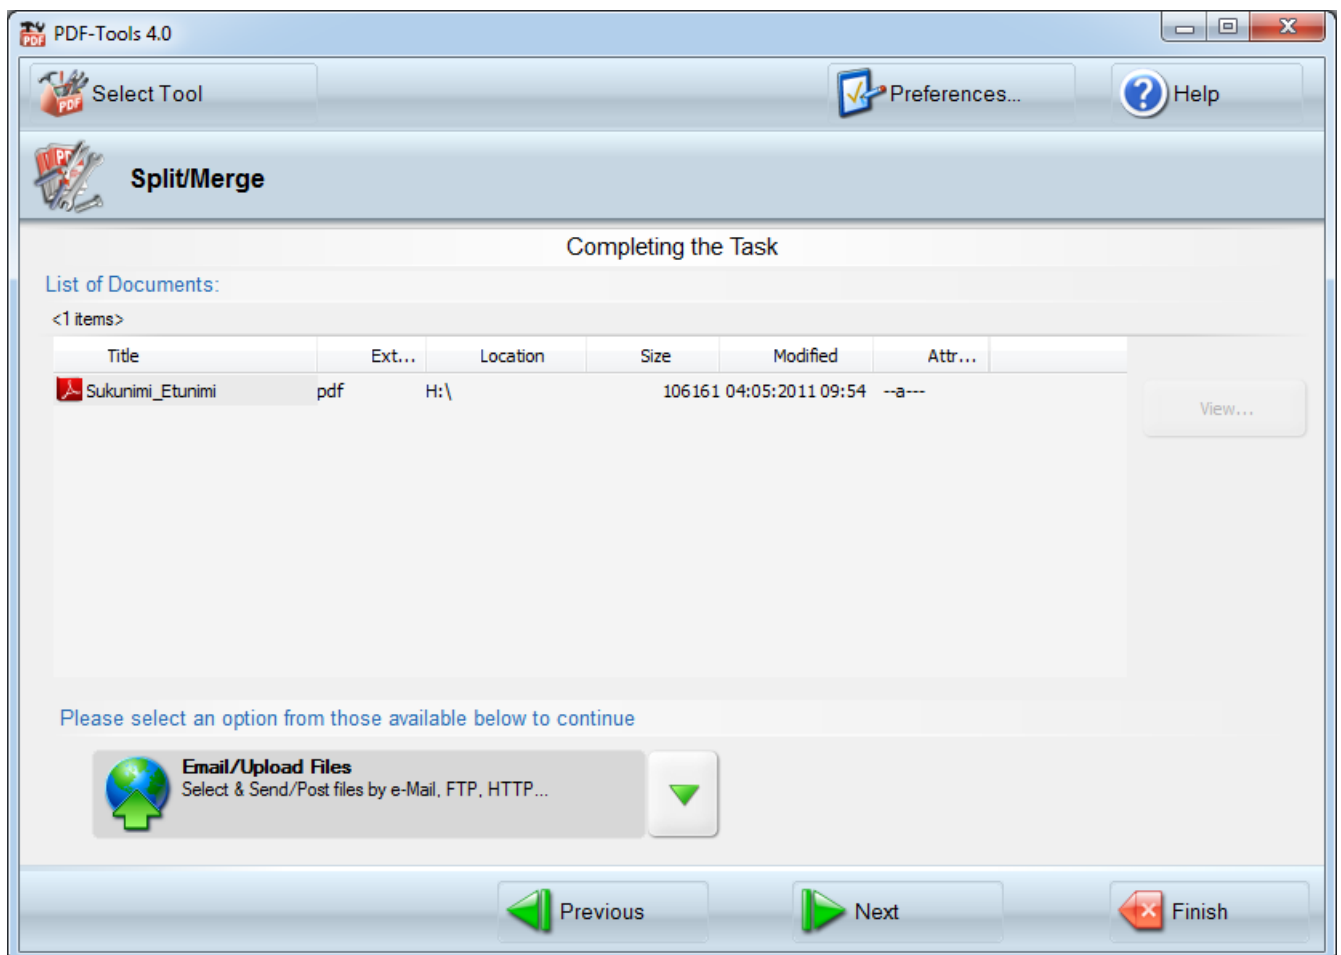 PDF-Tools 4.0
Select Tool
Preferences...
Help
Split/Merge
Completing the Task
List of Documents:
<1 items>
Title Ext... Location Size Modified Attr...
Sukunimi_Etunimi pdf H:\ 106161 04:05:2011 09:54 --a---
View...
Please select an option from those available below to continue
Email/Upload Files
Select & Send/Post files by e-Mail, FTP, HTTP...
Previous
Next
Finish